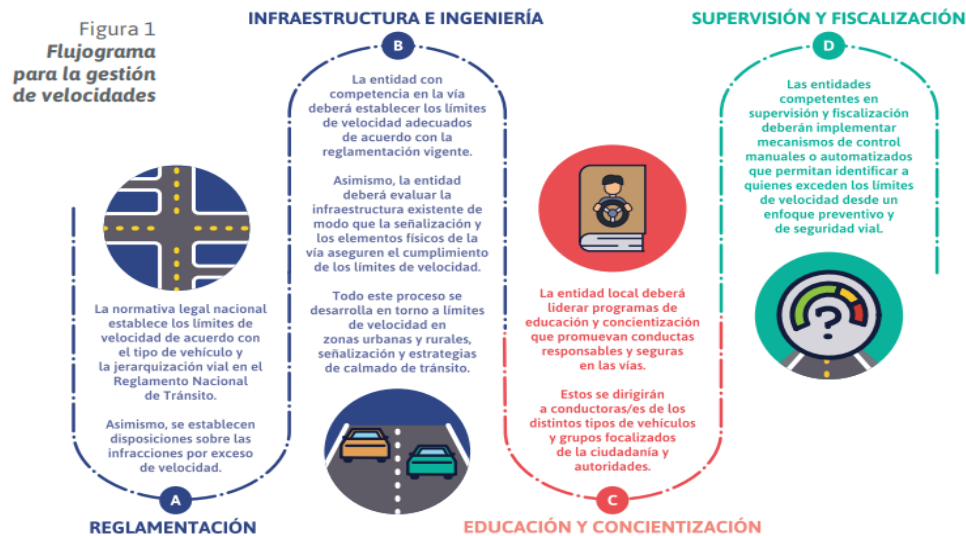 Figura 1
Flujograma
para la gestión
de velocidades
La normativa legal nacional
establece los límites de
velocidad de acuerdo con
el tipo de vehículo y
la jerarquización vial en el
Reglamento Nacional
de Tránsito.
Asimismo, se establecen
disposiciones sobre las
infracciones por exceso
de velocidad.
A
REGLAMENTACIÓN
INFRAESTRUCTURA E INGENIERÍA
B
La entidad con
competencia en la vía
deberá establecer los límites
de velocidad adecuados
de acuerdo con la
reglamentación vigente.
Asimismo, la entidad
deberá evaluar la
infraestructura existente de
modo que la señalización y
los elementos físicos de la
vía aseguren el cumplimiento
de los límites de velocidad.
Todo este proceso se
desarrolla en torno a límites
de velocidad en
zonas urbanas y rurales,
señalización y estrategias
de calmado de tránsito.
La entidad local deberá
liderar programas de
educación y concientización
que promuevan conductas
responsables y seguras
en las vías.
Estos se dirigirán
a conductoras/es de los
distintos tipos de vehículos
y grupos focalizados
de la ciudadanía y
autoridades.
C
EDUCACIÓN Y CONCIENTIZACIÓN
SUPERVISIÓN Y FISCALIZACIÓN
D
Las entidades
competentes en
supervisión y fiscalización
deberán implementar
mecanismos de control
manuales o automatizados
que permitan identificar a
quienes exceden los límites
de velocidad desde un
enfoque preventivo y
de seguridad vial.
?